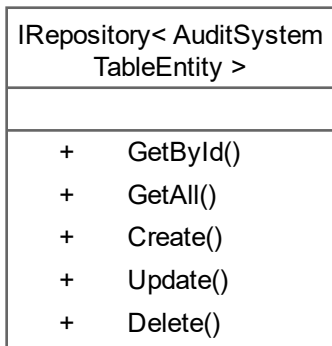 IRepository< AuditSystem
TableEntity >
+ GetById()
+ GetAll()
+ Create()
+ Update()
+ Delete()